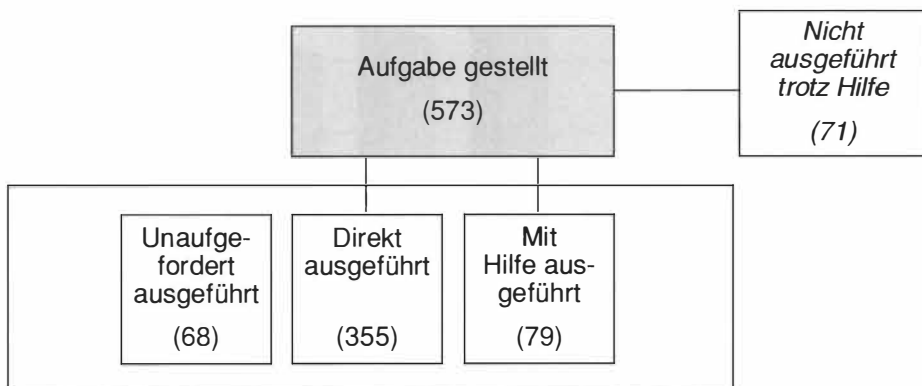 Aufgabe gestellt
(573)
Nicht
ausgeführt
trotz Hilfe
(71)
Unaufge-
fordert
ausgeführt
(68)
Direkt
ausgeführt
(355)
Mit
Hilfe aus-
geführt
(79)